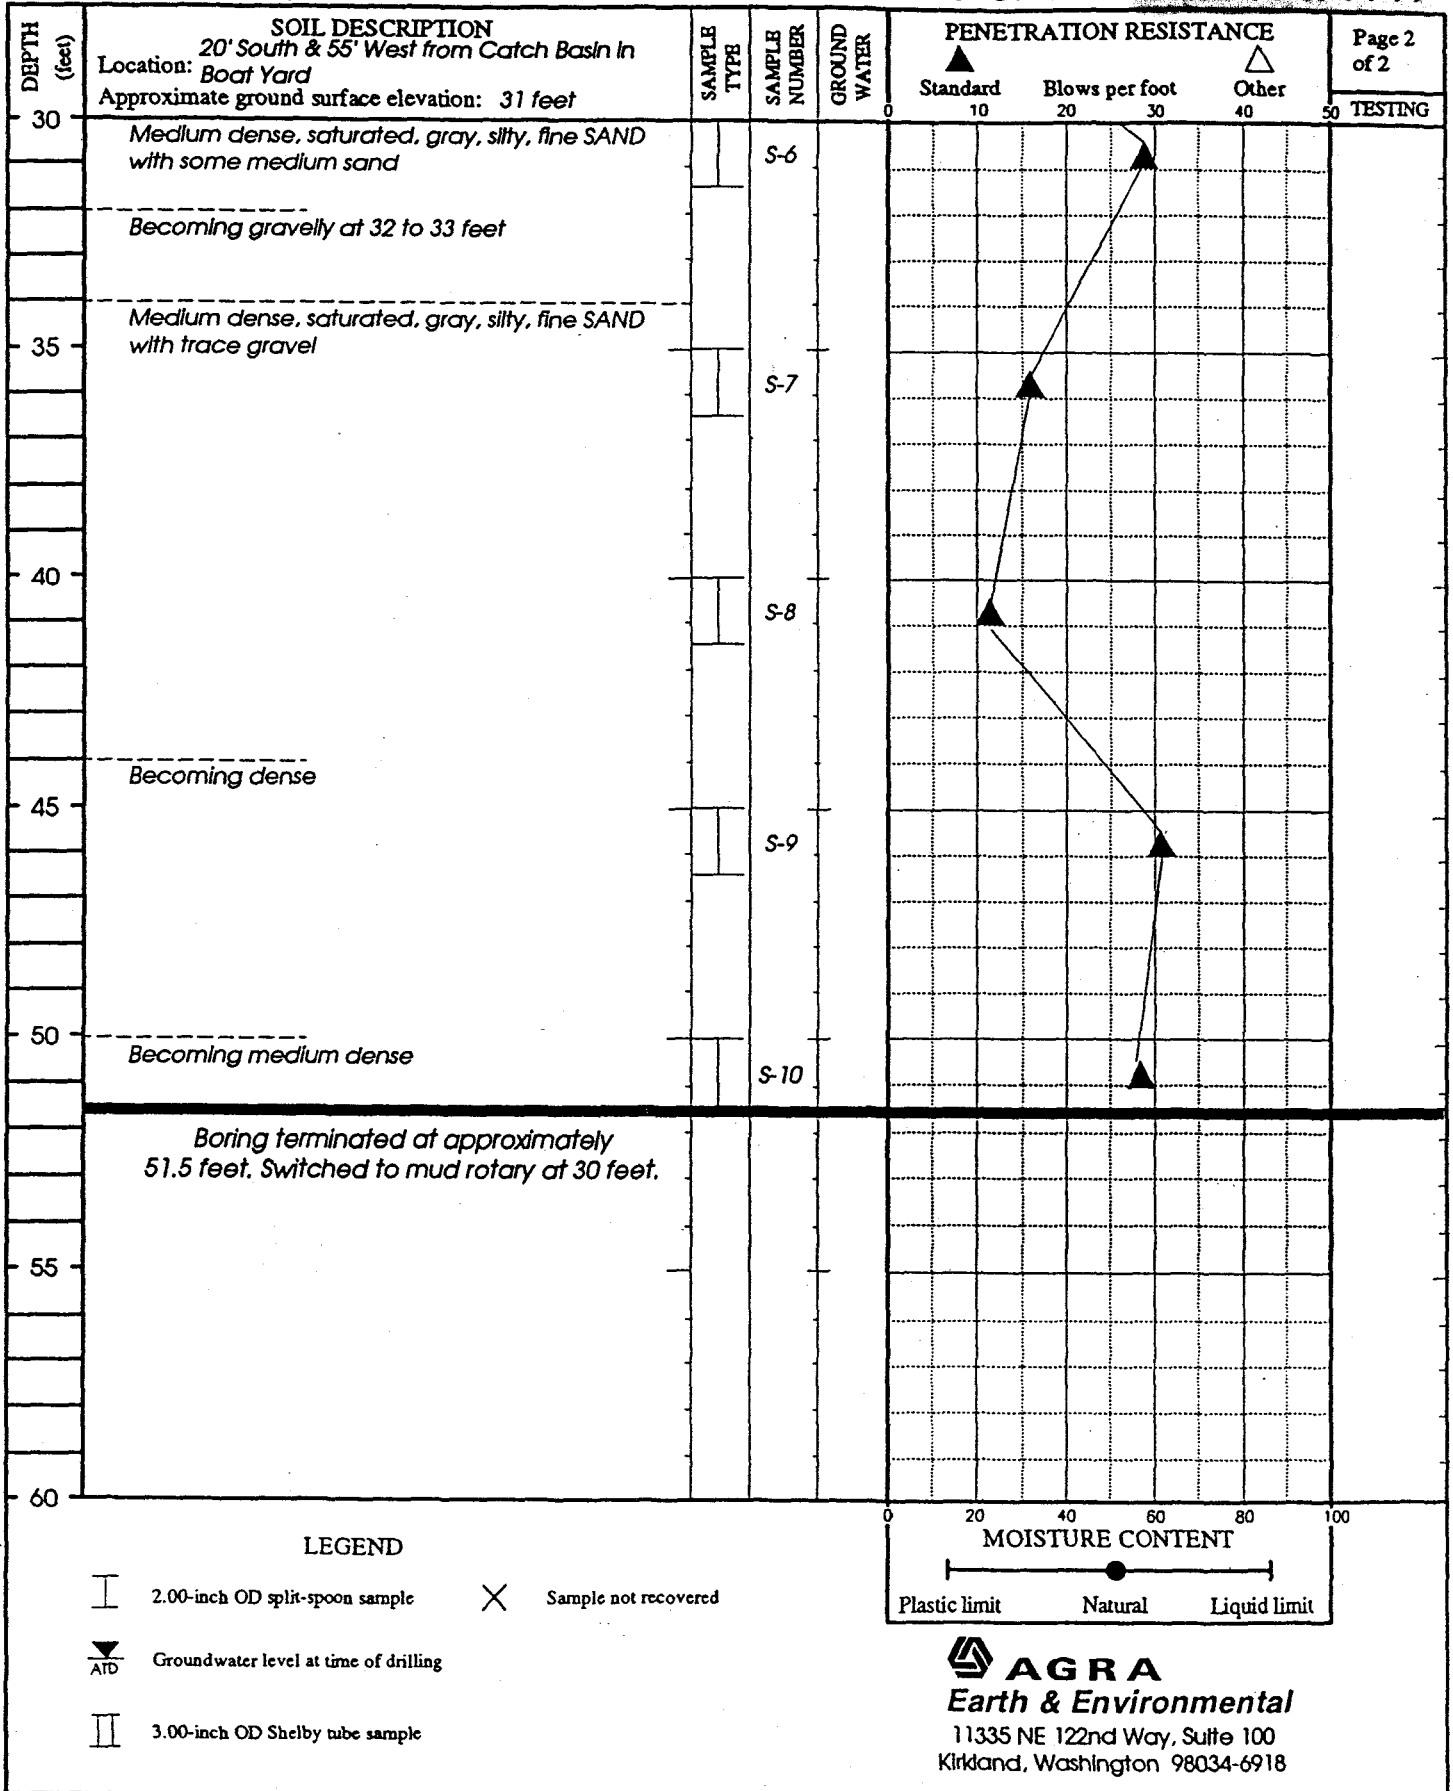 DEPTH
(feet)
SOIL DESCRIPTION
Location: 20' South & 55' West from Catch Basin in
Boat Yard
Approximate ground surface elevation: 31 feet
SAMPLE
TYPE
SAMPLE
NUMBER
GROUND
WATER
PENETRATION RESISTANCE
Standard Blows per foot Other
0 10 20 30 40 50
Page 2
of 2
TESTING
30
Medium dense, saturated, gray, silty, fine SAND
with some medium sand
S-6
Becoming gravelly at 32 to 33 feet
Medium dense, saturated, gray, silty, fine SAND
with trace gravel
35
S-7
40
S-8
Becoming dense
45
S-9
50
Becoming medium dense
S-10
Boring terminated at approximately
51.5 feet. Switched to mud rotary at 30 feet.
55
60
0 20 40 60 80 100
MOISTURE CONTENT
Plastic limit Natural Liquid limit
LEGEND
2.00-inch OD split-spoon sample
Sample not recovered
ATD Groundwater level at time of drilling
3.00-inch OD Shelby tube sample
AGRA
Earth & Environmental
11335 NE 122nd Way, Suite 100
Kirkland, Washington 98034-6918